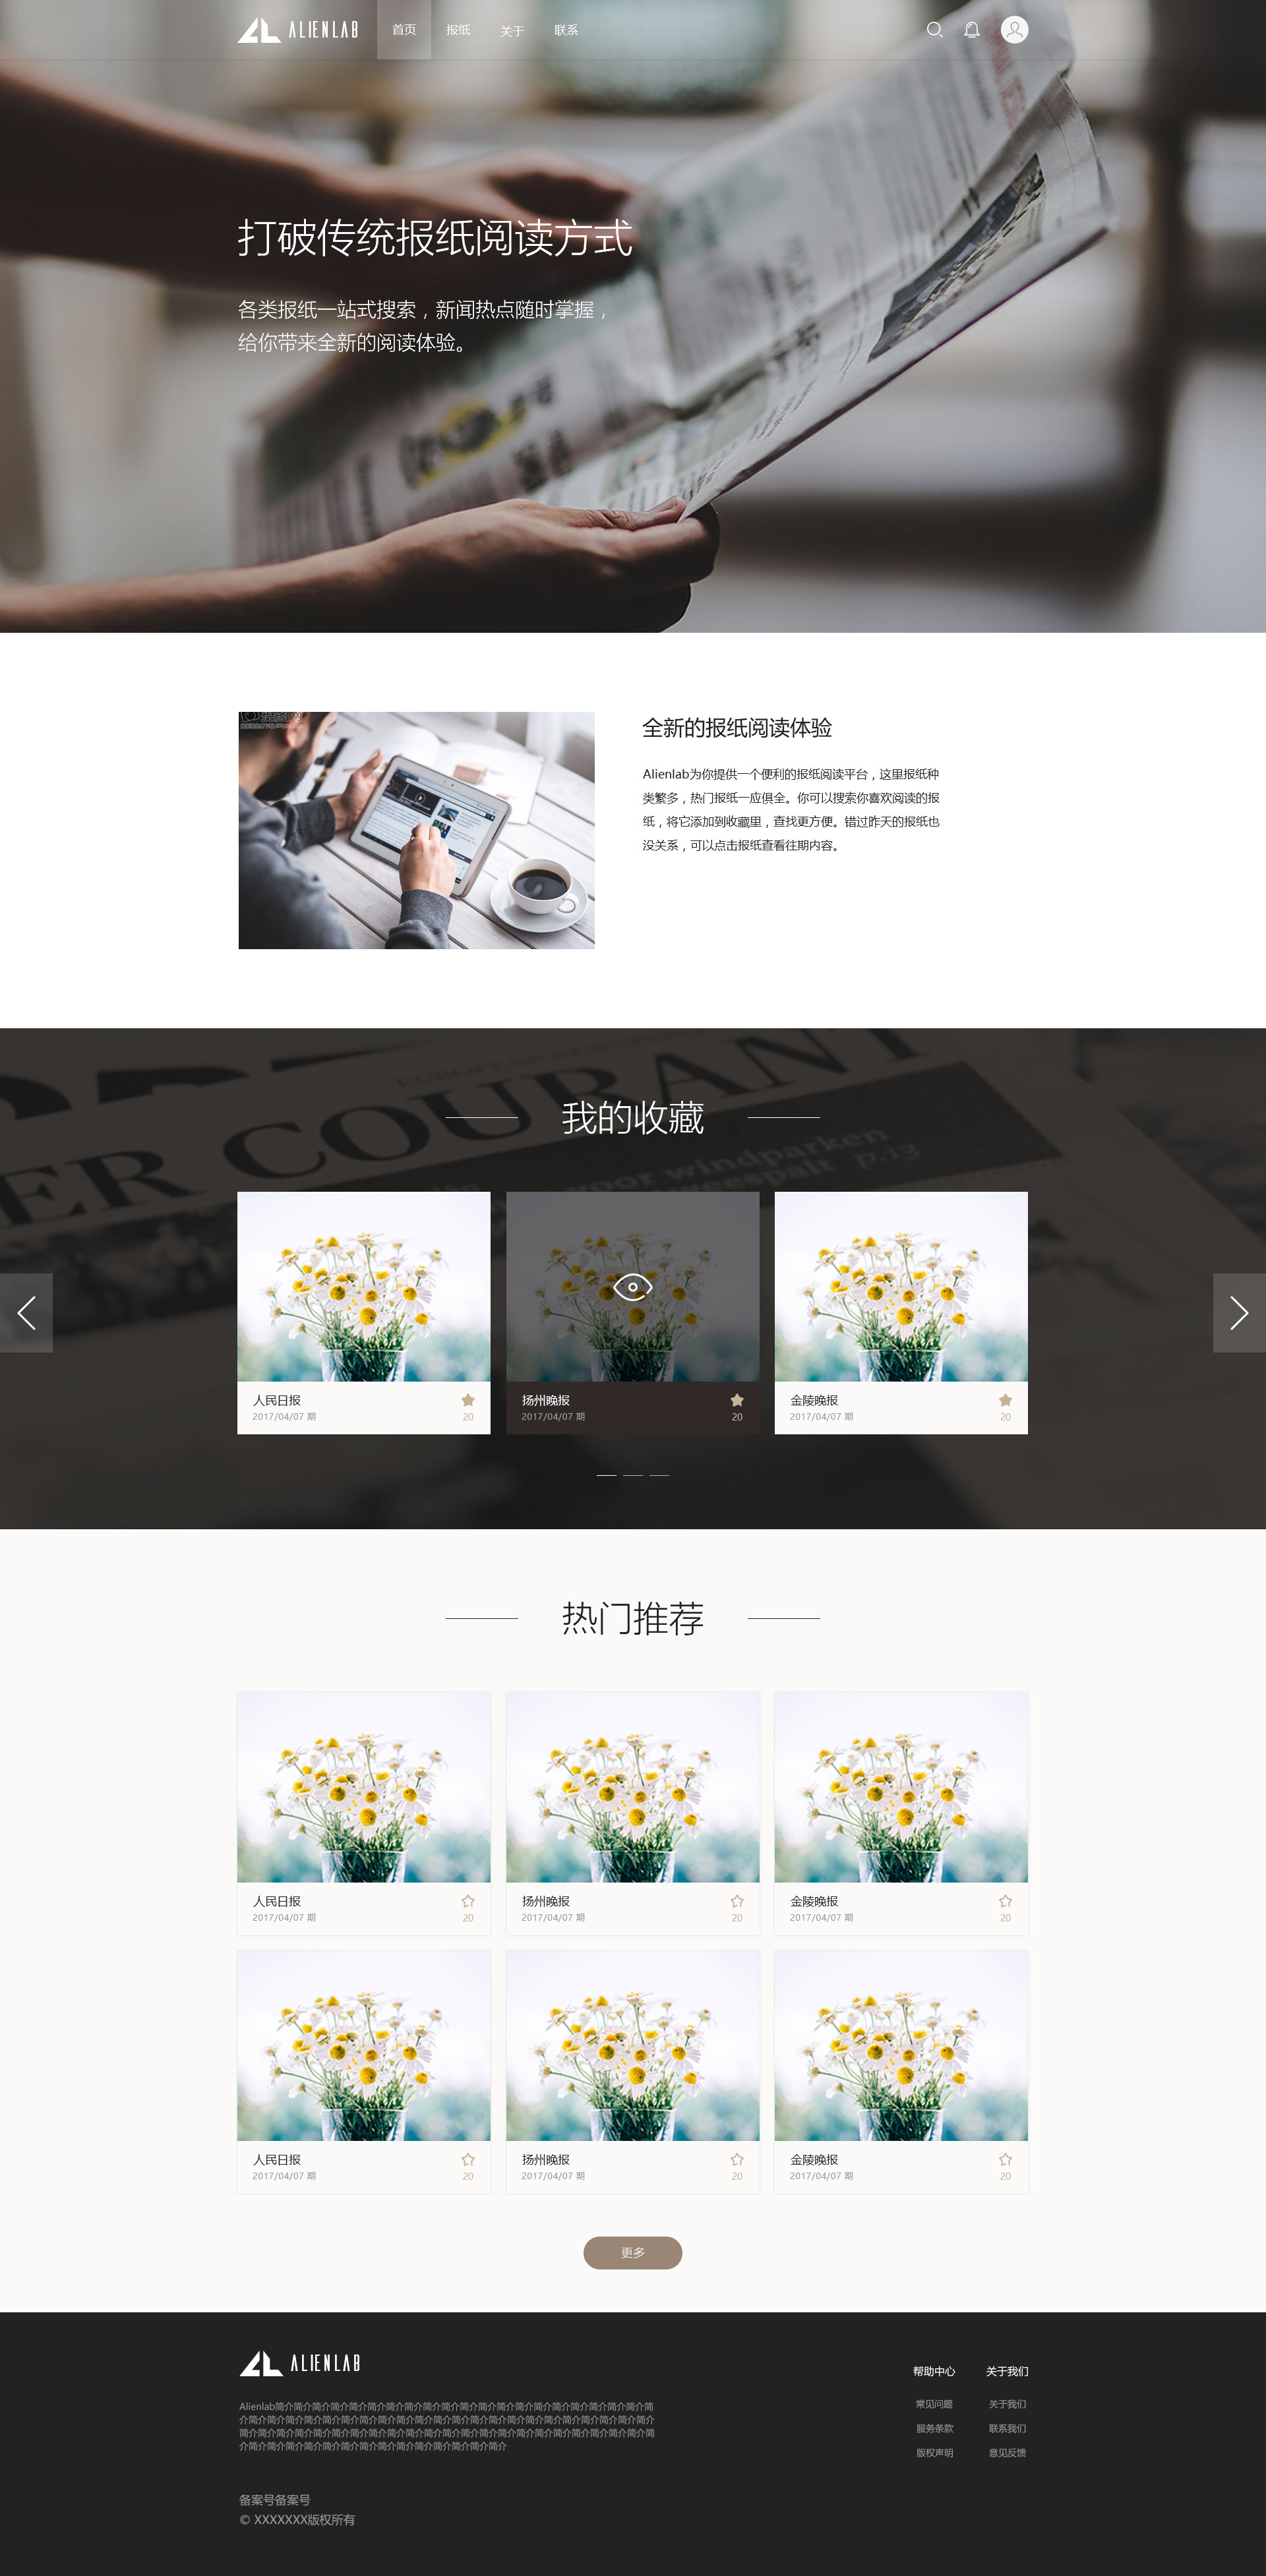 ALIENLAB
首页 报纸 关于 联系
打破传统报纸阅读方式
各类报纸一站式搜索，新闻热点随时掌握，
给你带来全新的阅读体验。
全新的报纸阅读体验
Alienlab为你提供一个便利的报纸阅读平台，这里报纸种
类繁多，热门报纸一应俱全。你可以搜索你喜欢阅读的报
纸，将它添加到收藏里，查找更方便。错过昨天的报纸也
没关系，可以点击报纸查看往期内容。
COURANT
windparken
p.13
我的收藏
人民日报
2017/04/07 期 20
扬州晚报
2017/04/07 期 20
金陵晚报
2017/04/07 期 20
热门推荐
人民日报
2017/04/07 期 20
扬州晚报
2017/04/07 期 20
金陵晚报
2017/04/07 期 20
人民日报
2017/04/07 期 20
扬州晚报
2017/04/07 期 20
金陵晚报
2017/04/07 期 20
更多
ALIENLAB
Alienlab简介简介简介简介简介简介简介简介简介简介简介简介简介简介简介简介简介简介简介简介简
介简介简介简介简介简介简介简介简介简介简介简介简介简介简介简介简介简介简介简介简介简介简介
简介简介简介简介简介简介简介简介简介简介简介简介简介简介简介简介简介简介简介简介简介简介简
介简介简介简介简介简介简介简介简介简介简介简介简介简介简介
帮助中心 关于我们
常见问题 关于我们
服务条款 联系我们
版权声明 意见反馈
备案号备案号
© XXXXXXX版权所有